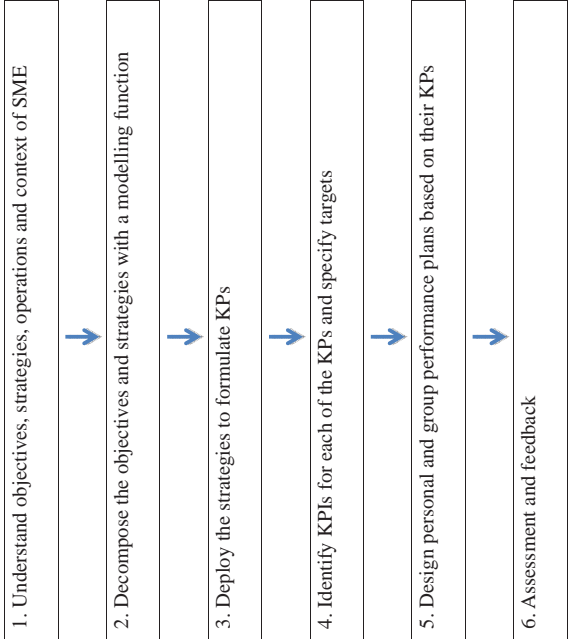 1. Understand objectives, strategies, operations and context of SME
2. Decompose the objectives and strategies with a modelling function
3. Deploy the strategies to formulate KPs
4. Identify KPIs for each of the KPs and specify targets
5. Design personal and group performance plans based on their KPs
6. Assessment and feedback